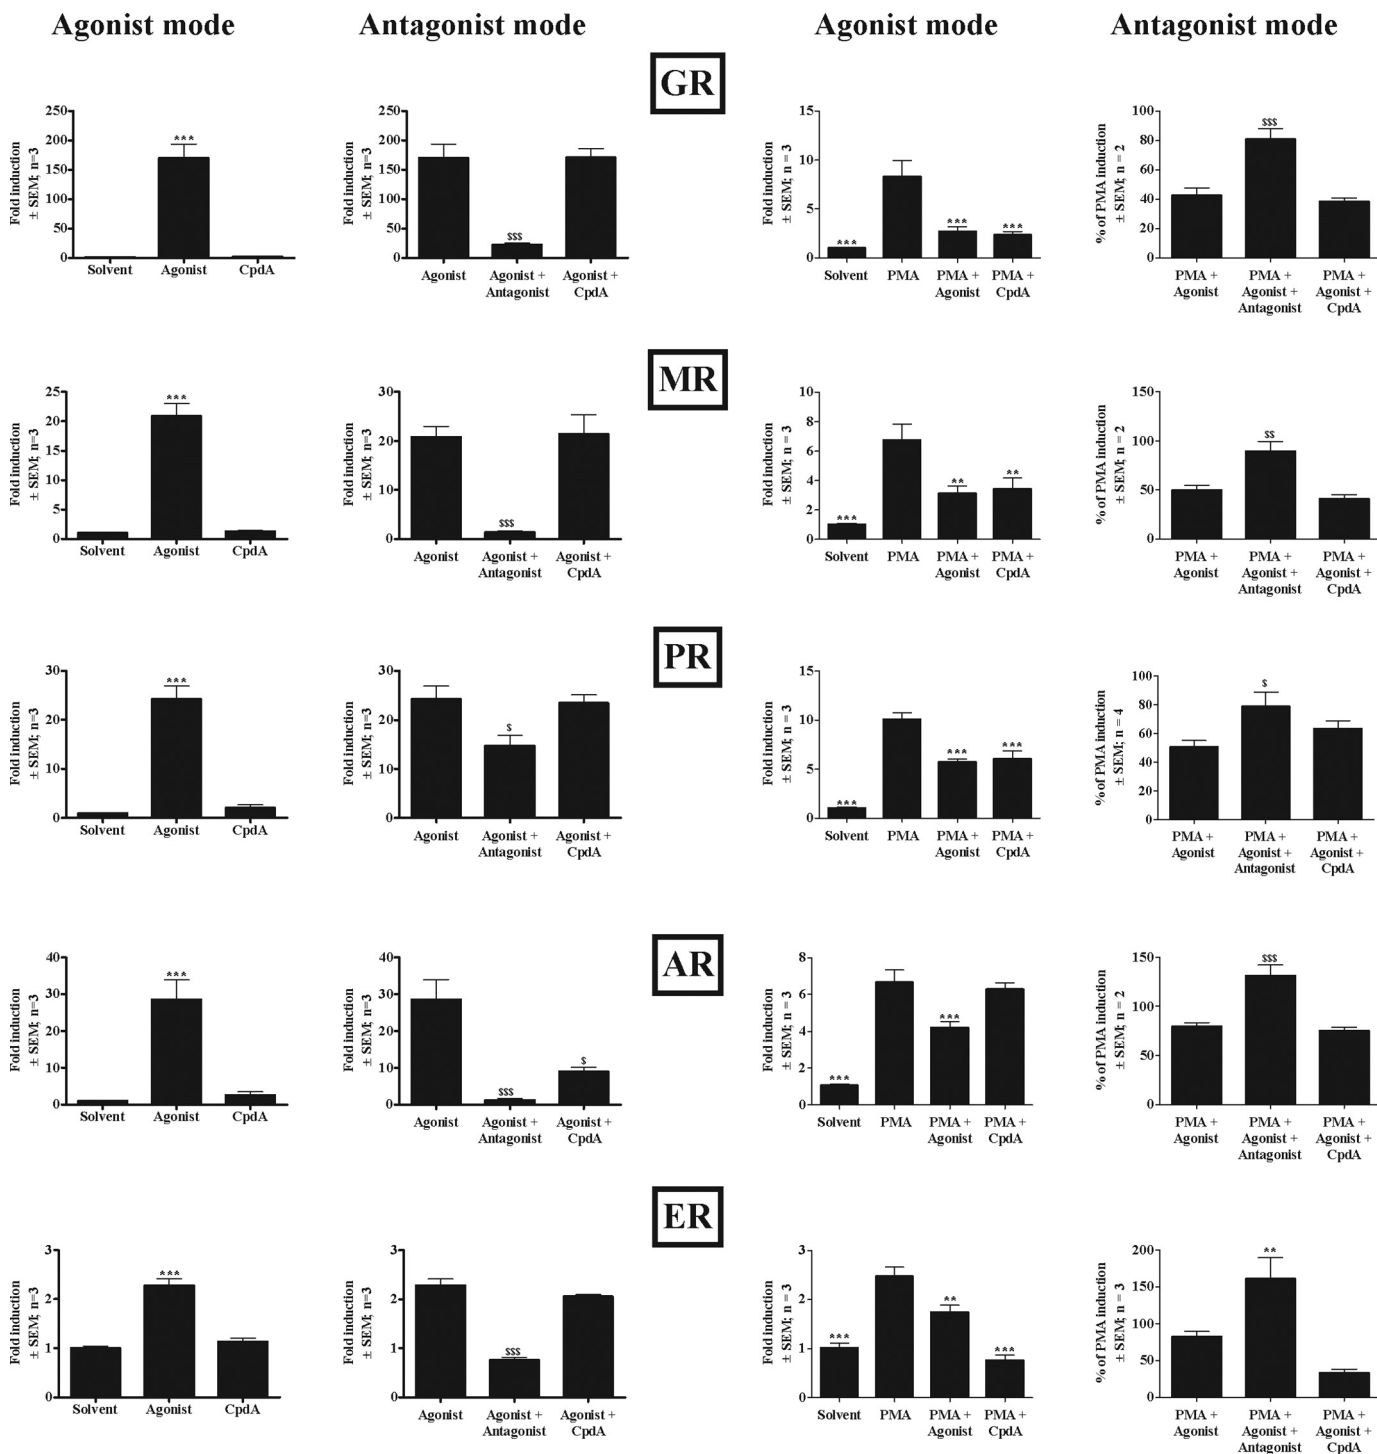 Agonist mode
Antagonist mode
Agonist mode
Antagonist mode
GR
Fold induction
± SEM; n=3
250
200
150
100
50
0
***
Solvent
Agonist
CpdA
Fold induction
± SEM; n=3
250
200
150
100
50
0
$$$
Agonist
Agonist +
Antagonist
Agonist +
CpdA
Fold induction
± SEM; n = 3
15
10
5
0
***
***
***
Solvent
PMA
PMA +
Agonist
PMA +
CpdA
% of PMA induction
± SEM; n = 2
100
80
60
40
20
0
$$$
PMA +
Agonist
PMA +
Agonist +
Antagonist
PMA +
Agonist +
CpdA
MR
Fold induction
± SEM; n=3
25
20
15
10
5
0
***
Solvent
Agonist
CpdA
Fold induction
± SEM; n=3
30
20
10
0
$$$
Agonist
Agonist +
Antagonist
Agonist +
CpdA
Fold induction
± SEM; n = 3
10
8
6
4
2
0
***
**
**
Solvent
PMA
PMA +
Agonist
PMA +
CpdA
% of PMA induction
± SEM; n = 2
150
100
50
0
$$
PMA +
Agonist
PMA +
Agonist +
Antagonist
PMA +
Agonist +
CpdA
PR
Fold induction
± SEM; n=3
30
20
10
0
***
Solvent
Agonist
CpdA
Fold induction
± SEM; n=3
30
20
10
0
$
Agonist
Agonist +
Antagonist
Agonist +
CpdA
Fold induction
± SEM; n = 3
15
10
5
0
***
***
***
Solvent
PMA
PMA +
Agonist
PMA +
CpdA
% of PMA induction
± SEM; n = 4
100
80
60
40
20
0
$
PMA +
Agonist
PMA +
Agonist +
Antagonist
PMA +
Agonist +
CpdA
AR
Fold induction
± SEM; n=3
40
30
20
10
0
***
Solvent
Agonist
CpdA
Fold induction
± SEM; n=3
40
30
20
10
0
$$$
$
Agonist
Agonist +
Antagonist
Agonist +
CpdA
Fold induction
± SEM; n = 3
8
6
4
2
0
***
***
Solvent
PMA
PMA +
Agonist
PMA +
CpdA
% of PMA induction
± SEM; n = 2
150
100
50
0
$$$
PMA +
Agonist
PMA +
Agonist +
Antagonist
PMA +
Agonist +
CpdA
ER
Fold induction
± SEM; n=3
3
2
1
0
***
Solvent
Agonist
CpdA
Fold induction
± SEM; n=3
3
2
1
0
$$$
Agonist
Agonist +
Antagonist
Agonist +
CpdA
Fold induction
± SEM; n = 3
3
2
1
0
***
**
***
Solvent
PMA
PMA +
Agonist
PMA +
CpdA
% of PMA induction
± SEM; n = 3
200
150
100
50
0
**
PMA +
Agonist
PMA +
Agonist +
Antagonist
PMA +
Agonist +
CpdA